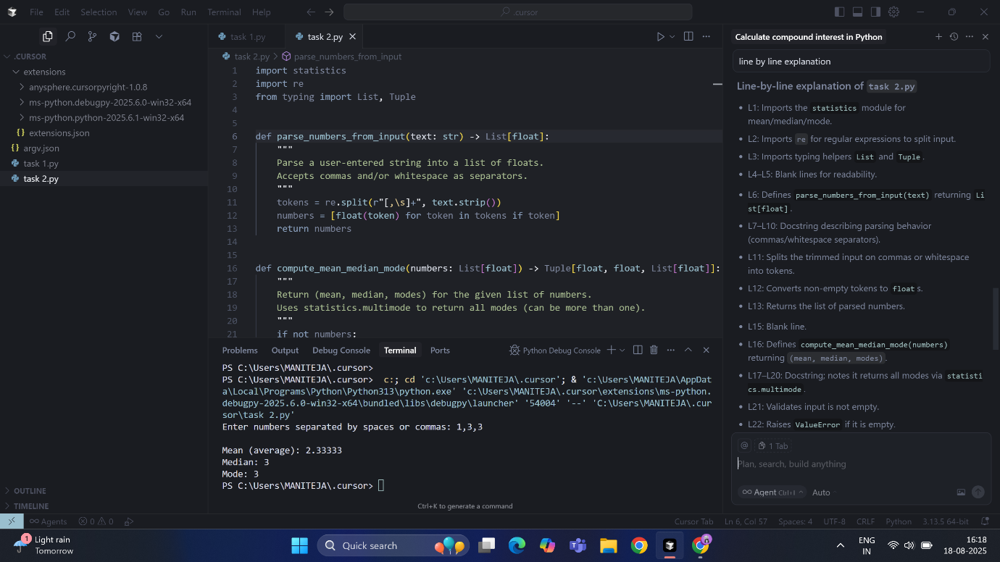 File Edit Selection View Go Run Terminal Help
.cursor
.CURSOR
extensions
anysphere.cursorpyright-1.0.8
ms-python.debugpy-2025.6.0-win32-x64
ms-python.python-2025.6.1-win32-x64
{} extensions.json
{} argv.json
task 1.py
task 2.py
OUTLINE
TIMELINE
task 1.py
task 2.py
task 2.py > parse_numbers_from_input
1 import statistics
2 import re
3 from typing import List, Tuple
4
5
6 def parse_numbers_from_input(text: str) -> List[float]:
7 """
8 Parse a user-entered string into a list of floats.
9 Accepts commas and/or whitespace as separators.
10 """
11 tokens = re.split(r"[,\s]+", text.strip())
12 numbers = [float(token) for token in tokens if token]
13 return numbers
14
15
16 def compute_mean_median_mode(numbers: List[float]) -> Tuple[float, float, List[float]]:
17 """
18 Return (mean, median, modes) for the given list of numbers.
19 Uses statistics.multimode to return all modes (can be more than one).
20 """
21 if not numbers:
Problems Output Debug Console Terminal Ports
Python Debug Console
PS C:\Users\MANITEJA\.cursor>
PS C:\Users\MANITEJA\.cursor> c:; cd 'c:\Users\MANITEJA\.cursor'; & 'c:\Users\MANITEJA\AppDat
a\Local\Programs\Python\Python313\python.exe' 'c:\Users\MANITEJA\.cursor\extensions\ms-python.
debugpy-2025.6.0-win32-x64\bundled\libs\debugpy\launcher' '54004' '--' 'C:\Users\MANITEJA\.cur
sor\task 2.py'
Enter numbers separated by spaces or commas: 1,3,3
Mean (average): 2.33333
Median: 3
Mode: 3
PS C:\Users\MANITEJA\.cursor>
Ctrl+K to generate a command
Calculate compound interest in Python
line by line explanation
Line-by-line explanation of task 2.py
• L1: Imports the statistics module for
mean/median/mode.
• L2: Imports re for regular expressions to split input.
• L3: Imports typing helpers List and Tuple.
• L4–L5: Blank lines for readability.
• L6: Defines parse_numbers_from_input(text) returning Li
st[float].
• L7–L10: Docstring describing parsing behavior
(commas/whitespace separators).
• L11: Splits the trimmed input on commas or whitespace
into tokens.
• L12: Converts non-empty tokens to floats.
• L13: Returns the list of parsed numbers.
• L15: Blank line.
• L16: Defines compute_mean_median_mode(numbers)
returning (mean, median, modes).
• L17–L20: Docstring; notes it returns all modes via statisti
cs.multimode.
• L21: Validates input is not empty.
• L22: Raises ValueError if it is empty.
@ 1 Tab
Plan, search, build anything
Agent Ctrl+I Auto
Agents 0 0
Cursor Tab Ln 6, Col 57 Spaces: 4 UTF-8 CRLF Python 3.13.5 64-bit
1
Light rain
Tomorrow
Quick search
ENG
IN
16:18
18-08-2025